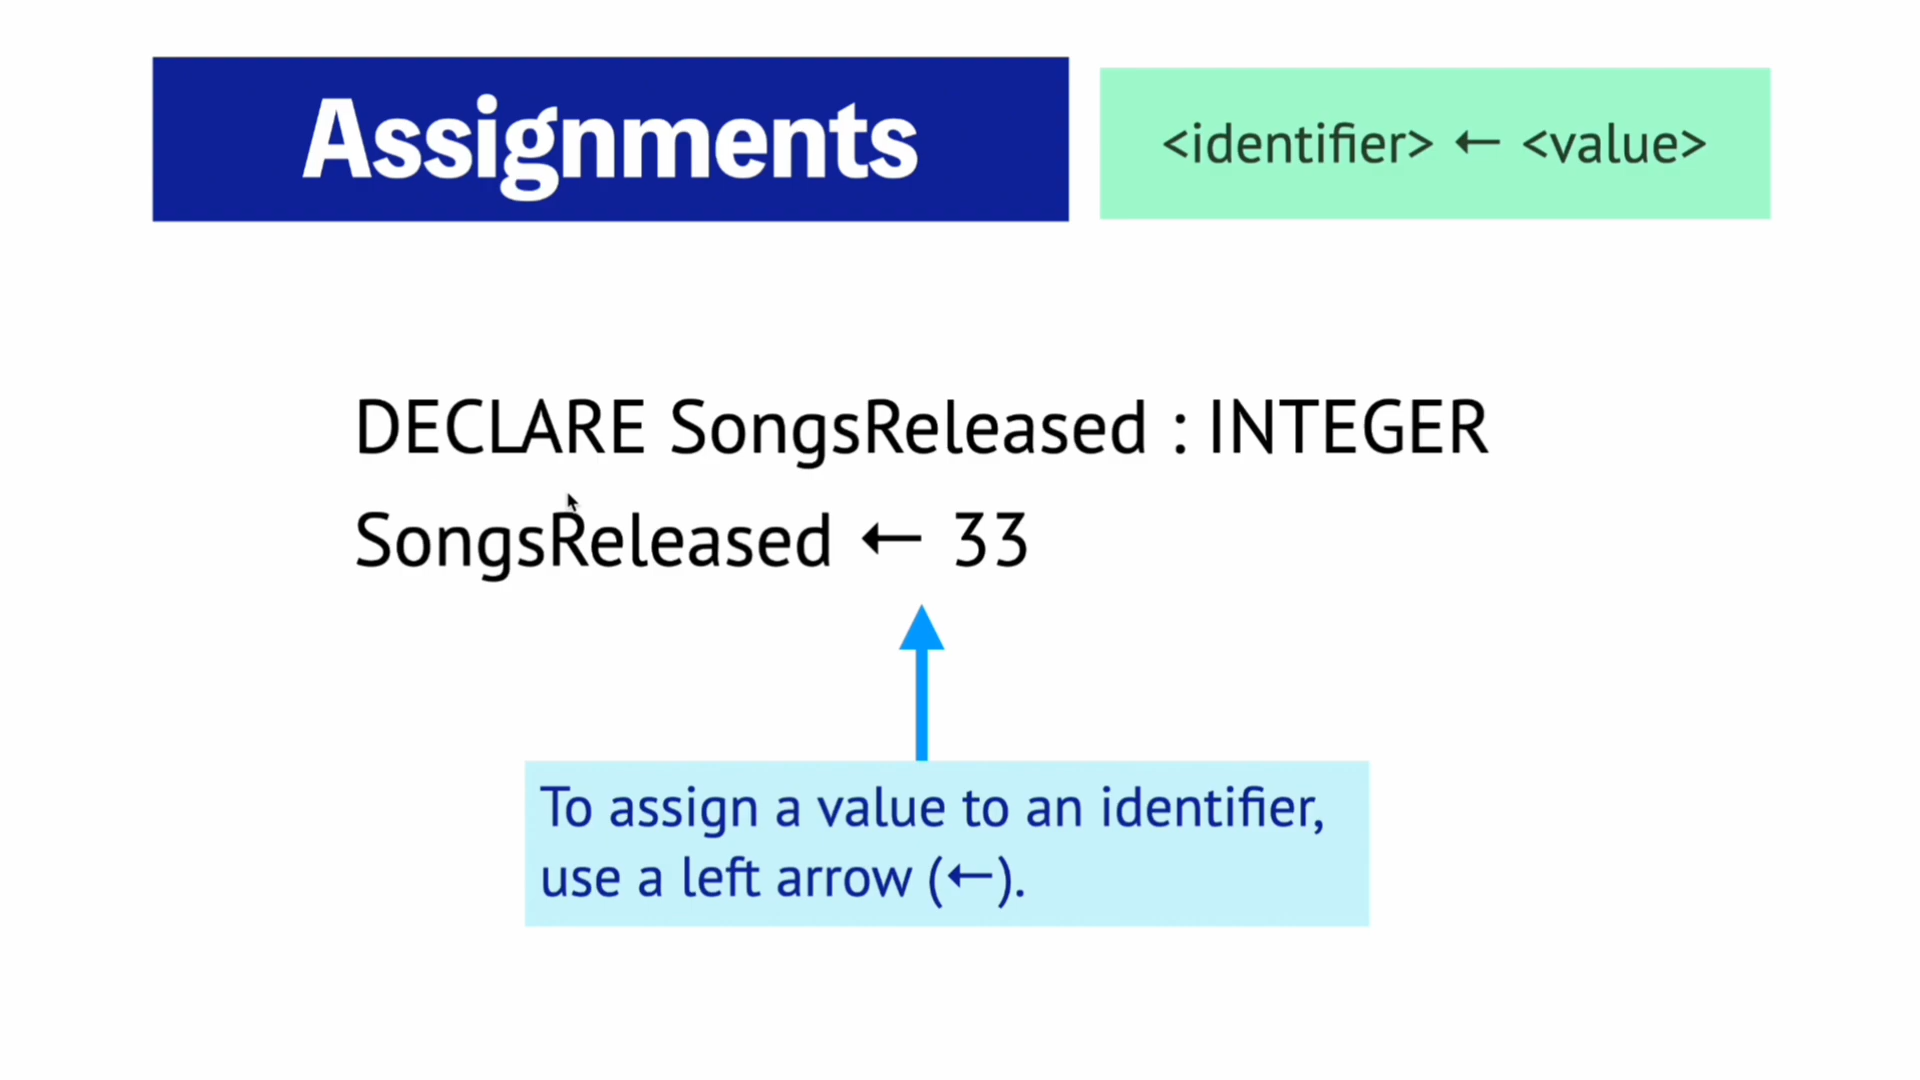 Assignments
<identifier> ← <value>
DECLARE SongsReleased : INTEGER
SongsReleased ← 33
To assign a value to an identifier,
use a left arrow (←).